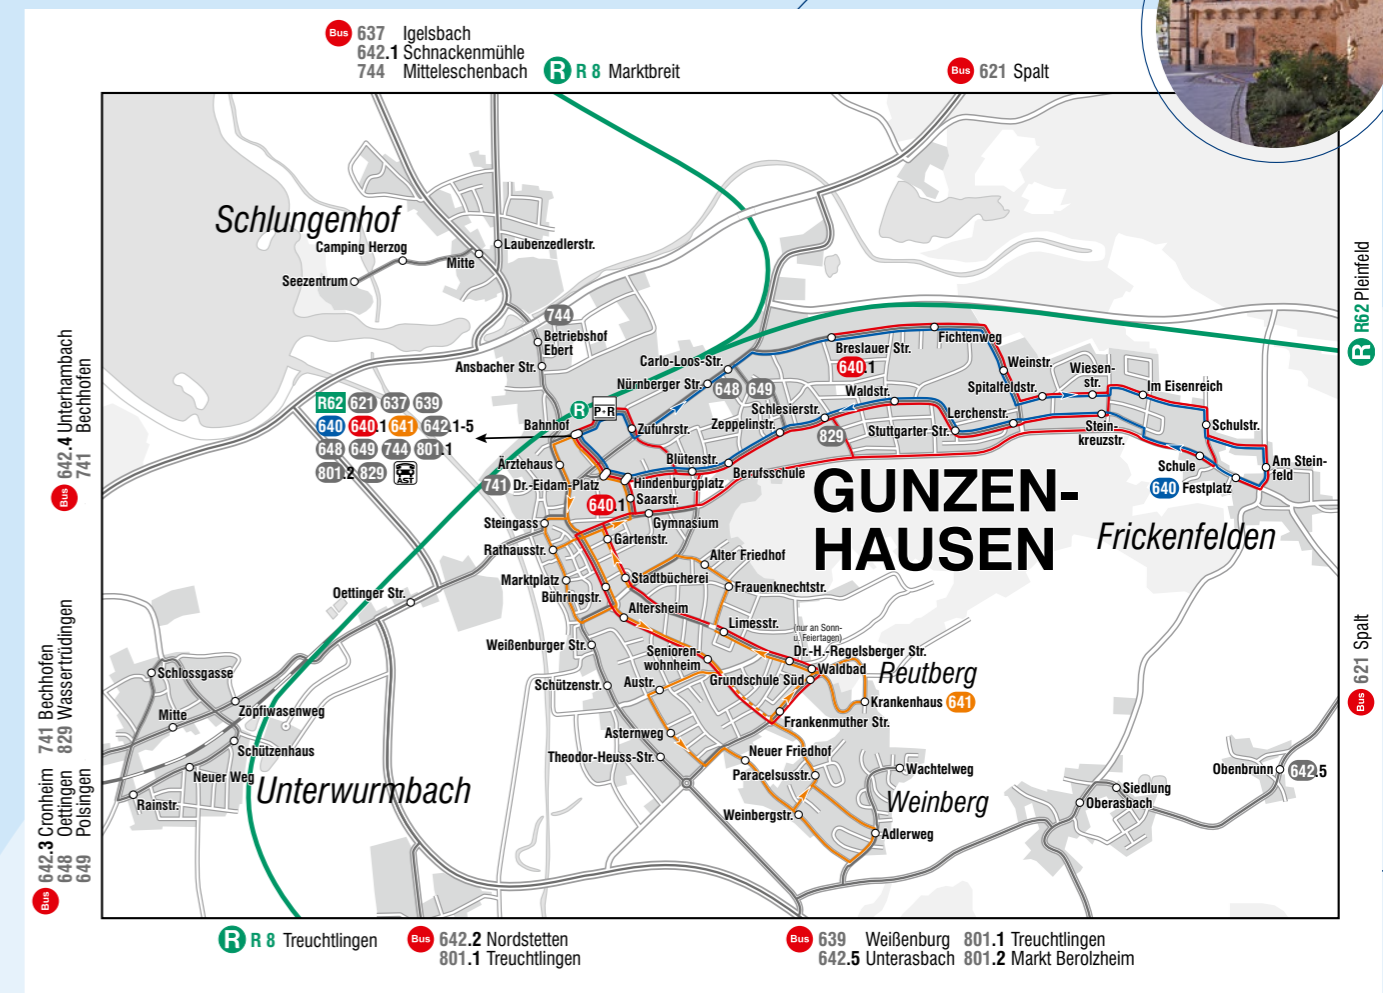 Bus 637 Igelsbach
642.1 Schnackenmühle
744 Mitteleschenbach
R R 8 Marktbreit
Bus 621 Spalt
Schlungenhof
Camping Herzog
Laubenzedlerstr.
Mitte
Seezentrum
744
Betriebshof
Ebert
Ansbacher Str.
Carlo-Loos-Str.
Nürnberger Str.
648 649
Breslauer Str.
640.1
Fichtenweg
Weinstr.
Wiesen-
str.
Spitalfeldstr.
Im Eisenreich
Waldstr.
Schlesierstr.
Zeppelinstr.
Lerchenstr.
Stuttgarter Str.
829
Stein-
kreuzstr.
Schulstr.
Schule
Am Stein-
feld
640 Festplatz
R62 621 637 639
640 640.1 641 642.1-5
648 649 744 801.1
801.2 829 AST
R
P+R
Bahnhof
Zufuhrstr.
Blütenstr.
Berufsschule
Ärztehaus
741 Dr.-Eidam-Platz
Hindenburgplatz
640.1
Saarstr.
Gymnasium
Steingass
Gartenstr.
Rathausstr.
Alter Friedhof
Marktplatz
Stadtbücherei
Frauenknechtstr.
Bühringstr.
Altersheim
Limesstr.
(nur an Sonn-
u. Feiertagen)
Oettinger Str.
Weißenburger Str.
Senioren-
wohnheim
Dr.-H.-Regelsberger Str.
Waldbad
Grundschule Süd
Reutberg
Krankenhaus 641
Schützenstr.
Austr.
Frankenmuther Str.
Asternweg
Neuer Friedhof
Theodor-Heuss-Str.
Paracelsusstr.
Wachtelweg
Weinbergstr.
Weinberg
Adlerweg
GUNZEN-
HAUSEN
Frickenfelden
Schlossgasse
Mitte
Zöpfiwasenweg
Schützenhaus
Neuer Weg
Rainstr.
Unterwurmbach
Obenbrunn 642.5
Siedlung
Oberasbach
Bus 642.4 Unterhambach
741 Bechhofen
741 Bechhofen
829 Wassertrüdingen
Bus 642.3 Cronheim
648 Oettingen
649 Polsingen
R R62 Pleinfeld
Bus 621 Spalt
R R 8 Treuchtlingen
Bus 642.2 Nordstetten
801.1 Treuchtlingen
Bus 639 Weißenburg 801.1 Treuchtlingen
642.5 Unterasbach 801.2 Markt Berolzheim